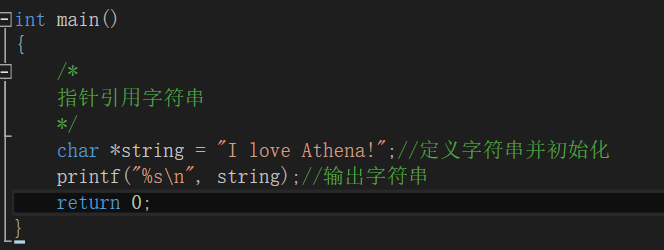 int main()
{
/*
指针引用字符串
*/
char *string = "I love Athena!";//定义字符串并初始化
printf("%s\n", string);//输出字符串
return 0;
}